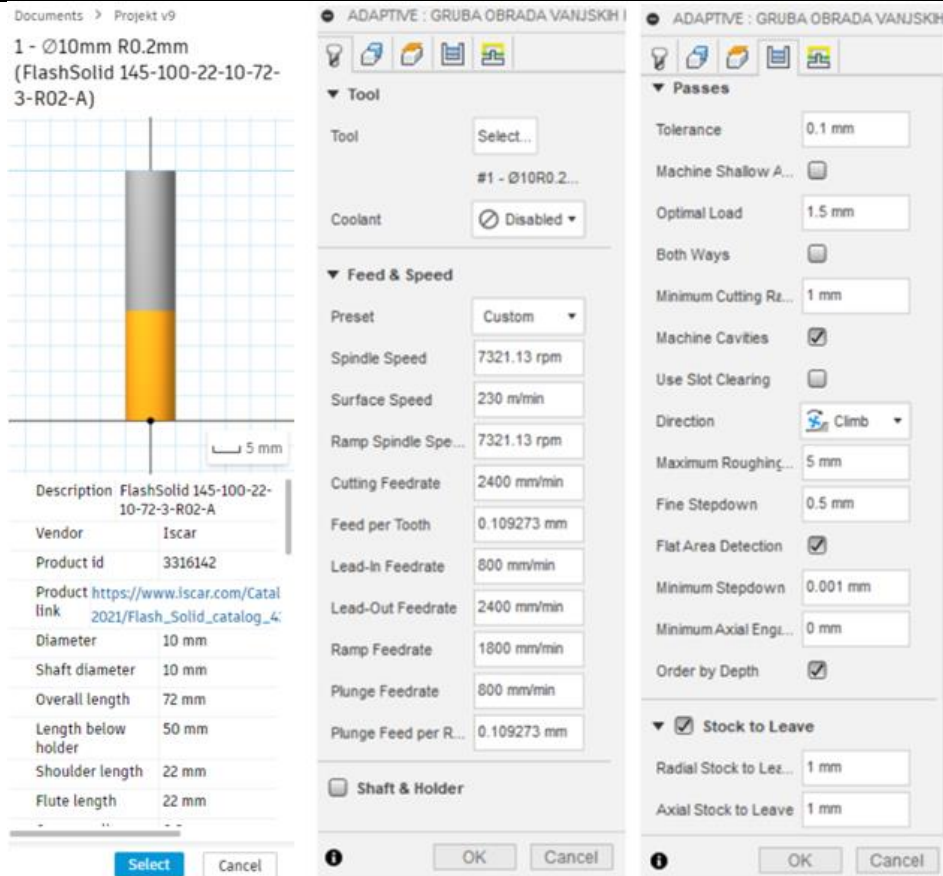 Documents > Projekt v9
1 - Ø10mm R0.2mm
(FlashSolid 145-100-22-10-72-
3-R02-A)
5 mm
Description FlashSolid 145-100-22-
10-72-3-R02-A
Vendor Iscar
Product id 3316142
Product link https://www.iscar.com/Catal
2021/Flash_Solid_catalog_4:
Diameter 10 mm
Shaft diameter 10 mm
Overall length 72 mm
Length below holder 50 mm
Shoulder length 22 mm
Flute length 22 mm
Select Cancel
ADAPTIVE : GRUBA OBRADA VANJSKIH
Tool
Tool Select...
#1 - Ø10R0.2...
Coolant Disabled
Feed & Speed
Preset Custom
Spindle Speed 7321.13 rpm
Surface Speed 230 m/min
Ramp Spindle Spe... 7321.13 rpm
Cutting Feedrate 2400 mm/min
Feed per Tooth 0.109273 mm
Lead-In Feedrate 800 mm/min
Lead-Out Feedrate 2400 mm/min
Ramp Feedrate 1800 mm/min
Plunge Feedrate 800 mm/min
Plunge Feed per R... 0.109273 mm
Shaft & Holder
OK Cancel
ADAPTIVE : GRUBA OBRADA VANJSKIH
Passes
Tolerance 0.1 mm
Machine Shallow A...
Optimal Load 1.5 mm
Both Ways
Minimum Cutting Ra... 1 mm
Machine Cavities
Use Slot Clearing
Direction Climb
Maximum Roughing... 5 mm
Fine Stepdown 0.5 mm
Flat Area Detection
Minimum Stepdown 0.001 mm
Minimum Axial Enga... 0 mm
Order by Depth
Stock to Leave
Radial Stock to Lea... 1 mm
Axial Stock to Leave 1 mm
OK Cancel